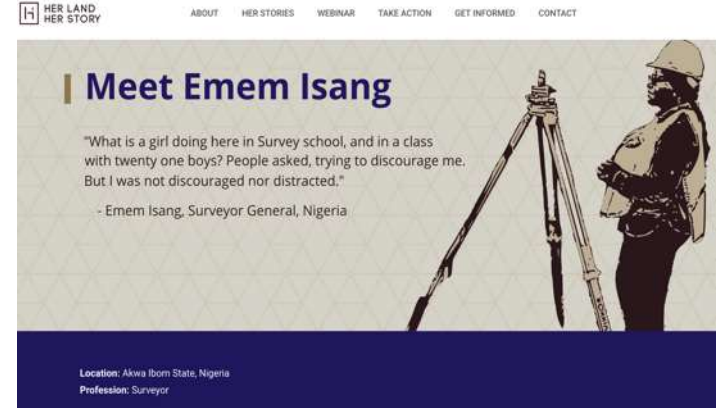 HER LAND
HER STORY
ABOUT HER STORIES WEBINAR TAKE ACTION GET INFORMED CONTACT
Meet Emem Isang
"What is a girl doing here in Survey school, and in a class
with twenty one boys? People asked, trying to discourage me.
But I was not discouraged nor distracted."
- Emem Isang, Surveyor General, Nigeria
Location: Akwa Ibom State, Nigeria
Profession: Surveyor